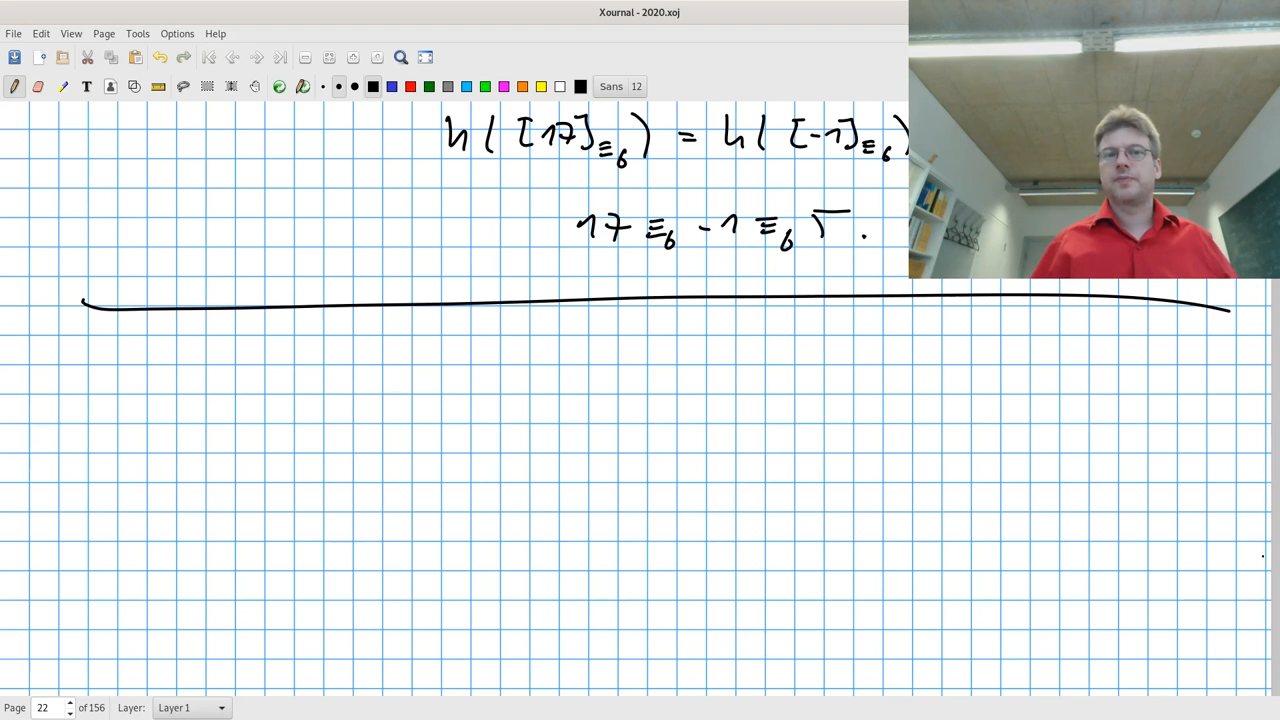 Xournal - 2020.xoj
File Edit View Page Tools Options Help
Sans 12
h ( [17]≡₆ ) = h ( [-1]≡₆ )
17 ≡₆ -1 ≡₆ 5.
Page 22 of 156 Layer: Layer 1